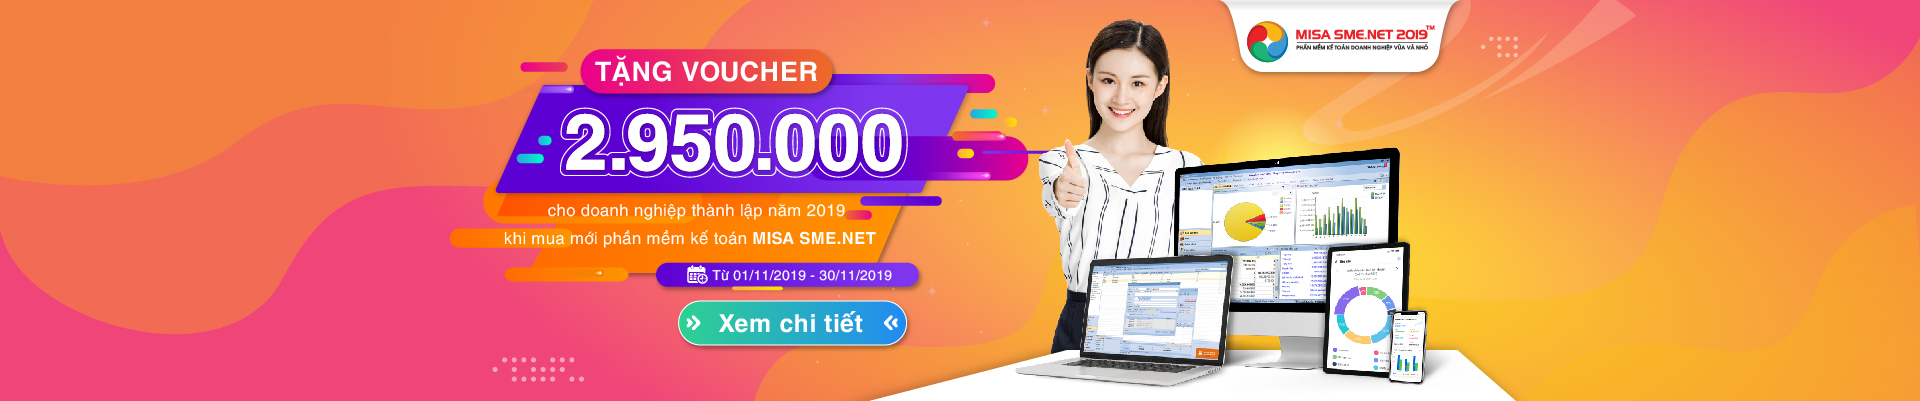 TẶNG VOUCHER
2.950.000
cho doanh nghiệp thành lập năm 2019
khi mua mới phần mềm kế toán MISA SME.NET
Từ 01/11/2019 - 30/11/2019
» Xem chi tiết «
MISA SME.NET 2019™
PHẦN MỀM KẾ TOÁN DOANH NGHIỆP VỪA VÀ NHỎ